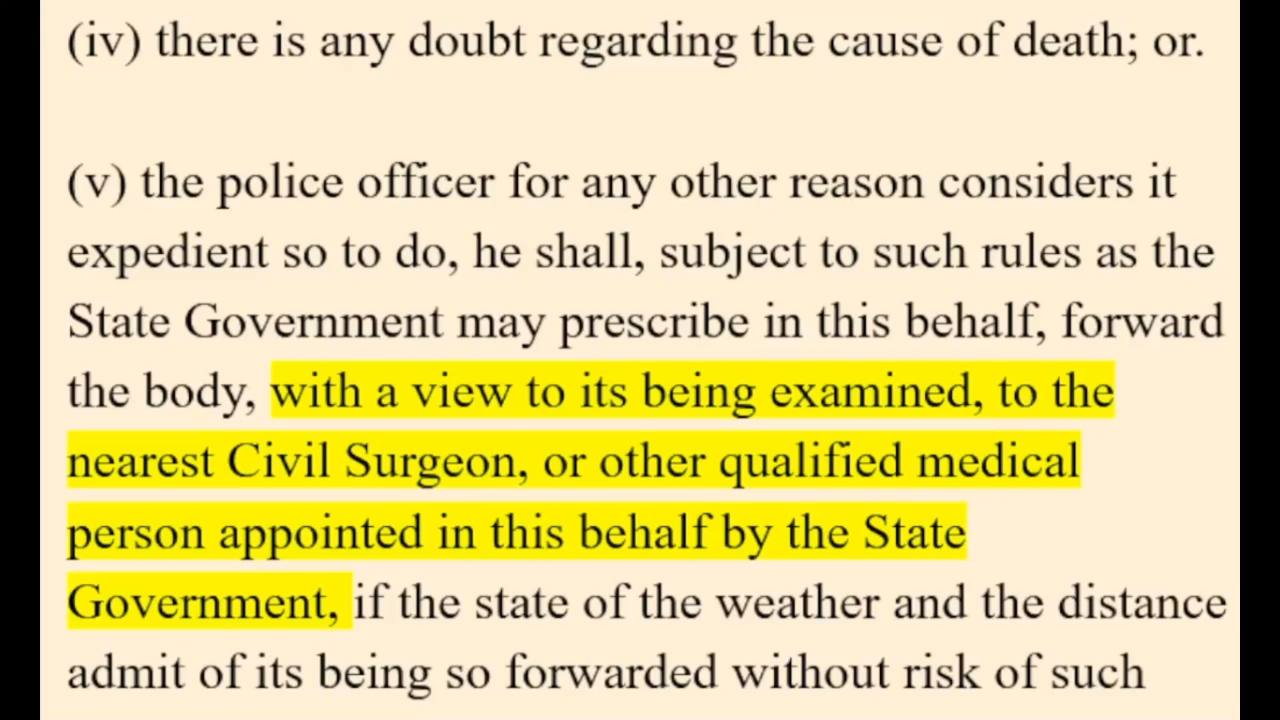 (iv) there is any doubt regarding the cause of death; or.
(v) the police officer for any other reason considers it
expedient so to do, he shall, subject to such rules as the
State Government may prescribe in this behalf, forward
the body, with a view to its being examined, to the
nearest Civil Surgeon, or other qualified medical
person appointed in this behalf by the State
Government, if the state of the weather and the distance
admit of its being so forwarded without risk of such